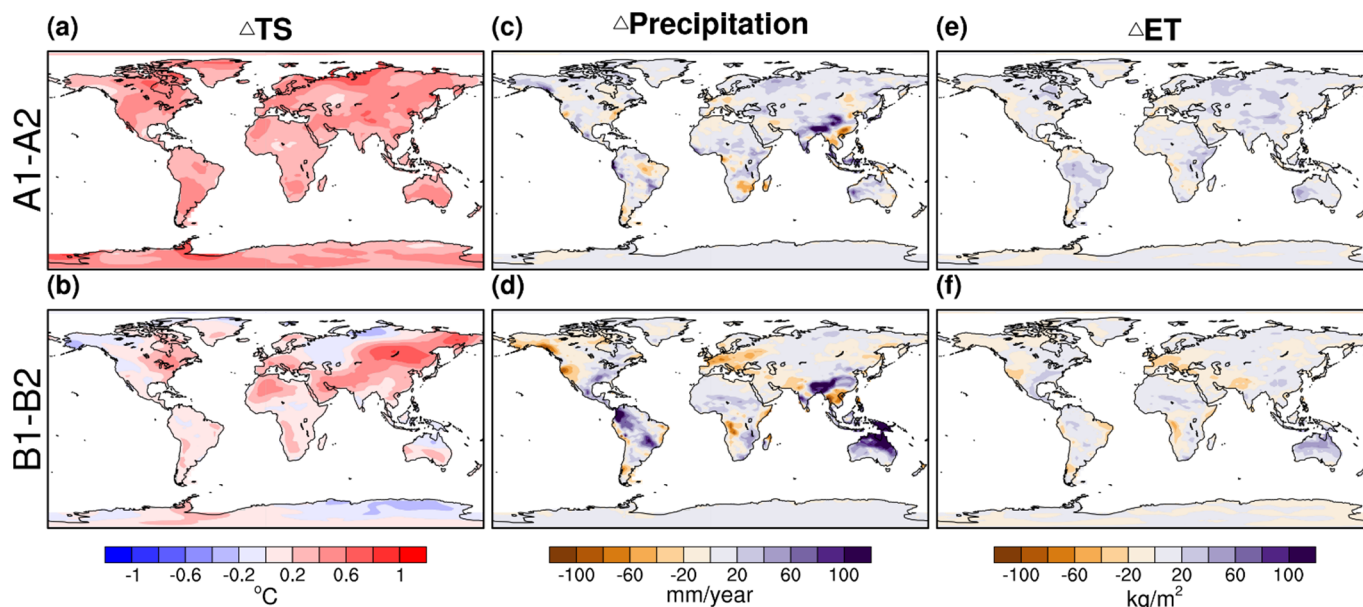 (a) △TS (c) △Precipitation (e) △ET
A1-A2
(b) (d) (f)
B1-B2
-1 -0.6 -0.2 0.2 0.6 1
°C
-100 -60 -20 20 60 100
mm/year
-100 -60 -20 20 60 100
kg/m²